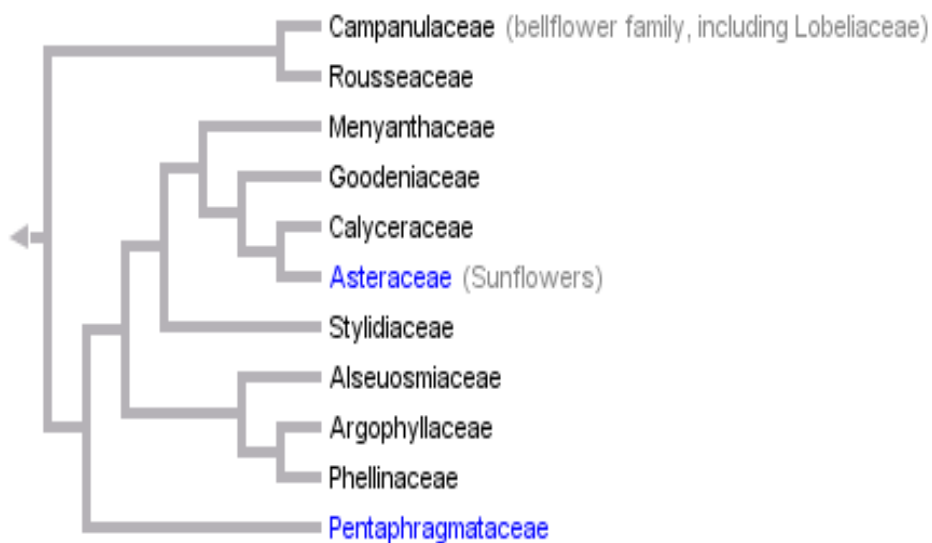 Campanulaceae (bellflower family, including Lobeliaceae)
Rousseaceae
Menyanthaceae
Goodeniaceae
Calyceraceae
Asteraceae (Sunflowers)
Stylidiaceae
Alseuosmiaceae
Argophyllaceae
Phellinaceae
Pentaphragmataceae